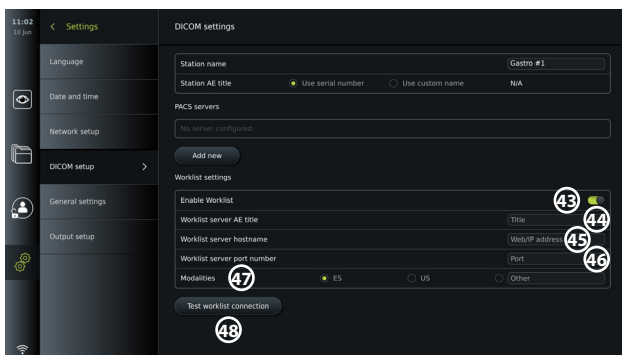 11:02
10 Jun
Settings
DICOM settings
Language
Date and time
Network setup
DICOM setup
General settings
Output setup
Station name Gastro #1
Station AE title Use serial number Use custom name N/A
PACS servers
No server configured
Add new
Worklist settings
Enable Worklist 43
Worklist server AE title Title 44
Worklist server hostname Web/IP address 45
Worklist server port number Port 46
Modalities 47 ES US Other
Test worklist connection
48